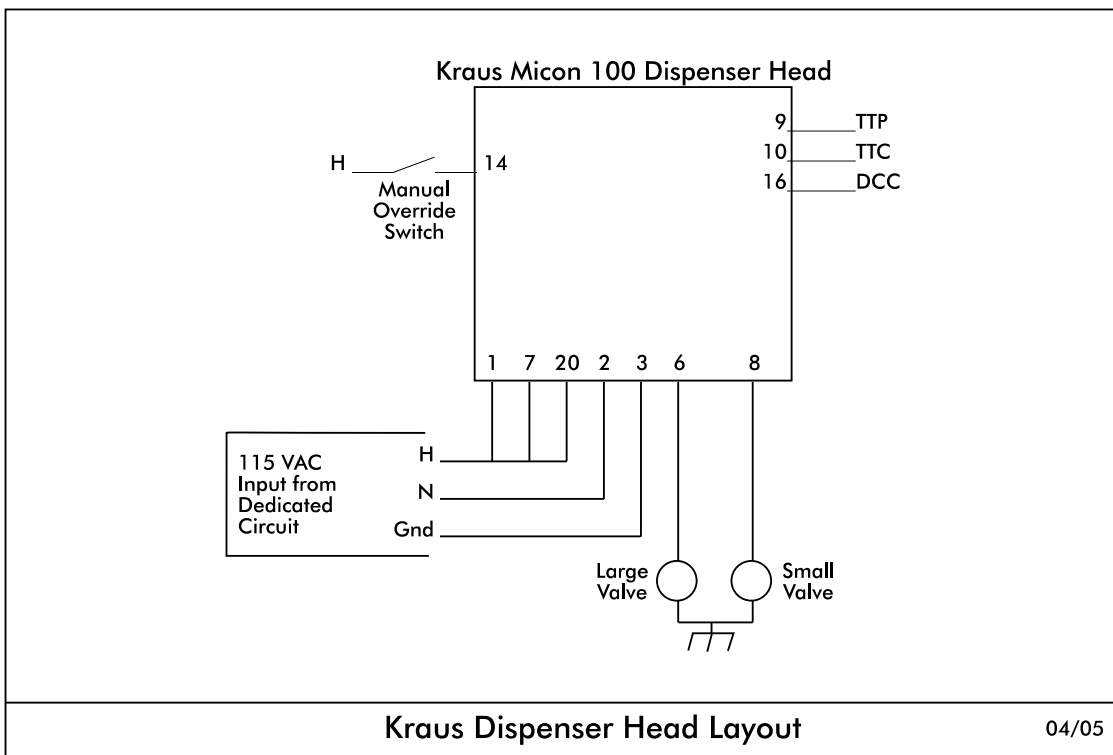 Kraus Micon 100 Dispenser Head
9 TTP
10 TTC
16 DCC
H
14
Manual
Override
Switch
1 7 20 2 3 6 8
115 VAC
Input from
Dedicated
Circuit
H
N
Gnd
Large
Valve
Small
Valve
Kraus Dispenser Head Layout
04/05